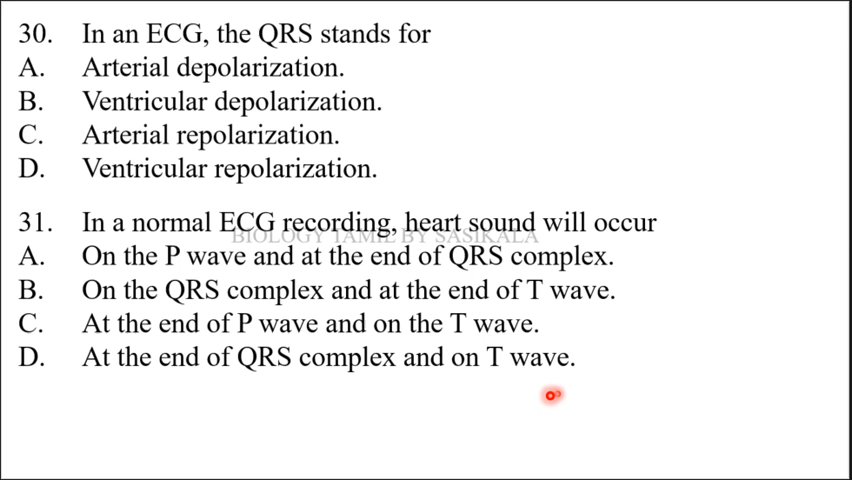 30. In an ECG, the QRS stands for
A. Arterial depolarization.
B. Ventricular depolarization.
C. Arterial repolarization.
D. Ventricular repolarization.
31. In a normal ECG recording, heart sound will occur
BIOLOGY TAMIL BY SASIKALA
A. On the P wave and at the end of QRS complex.
B. On the QRS complex and at the end of T wave.
C. At the end of P wave and on the T wave.
D. At the end of QRS complex and on T wave.